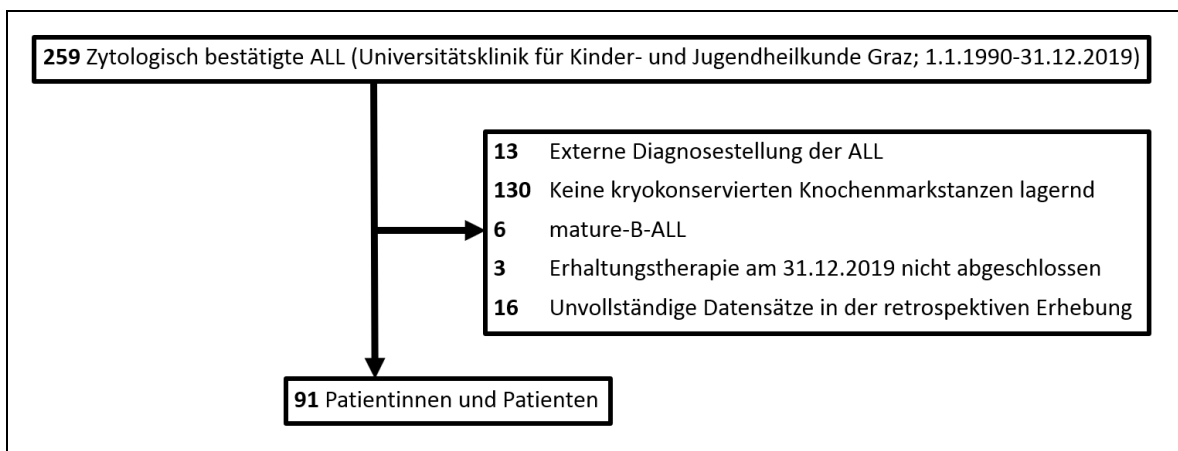 259 Zytologisch bestätigte ALL (Universitätsklinik für Kinder- und Jugendheilkunde Graz; 1.1.1990-31.12.2019)
13 Externe Diagnosestellung der ALL
130 Keine kryokonservierten Knochenmarkstanzen lagernd
6 mature-B-ALL
3 Erhaltungstherapie am 31.12.2019 nicht abgeschlossen
16 Unvollständige Datensätze in der retrospektiven Erhebung
91 Patientinnen und Patienten